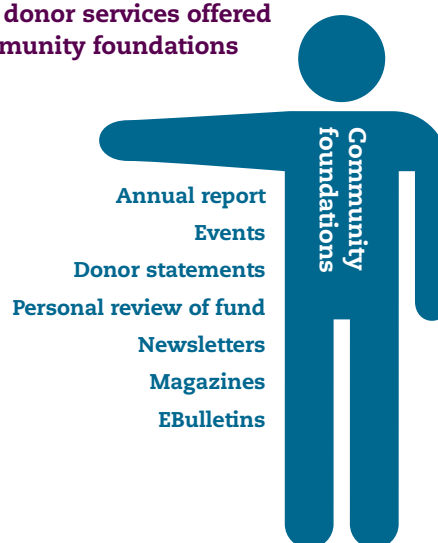 donor services offered
munity foundations
Community
foundations
Annual report
Events
Donor statements
Personal review of fund
Newsletters
Magazines
EBulletins